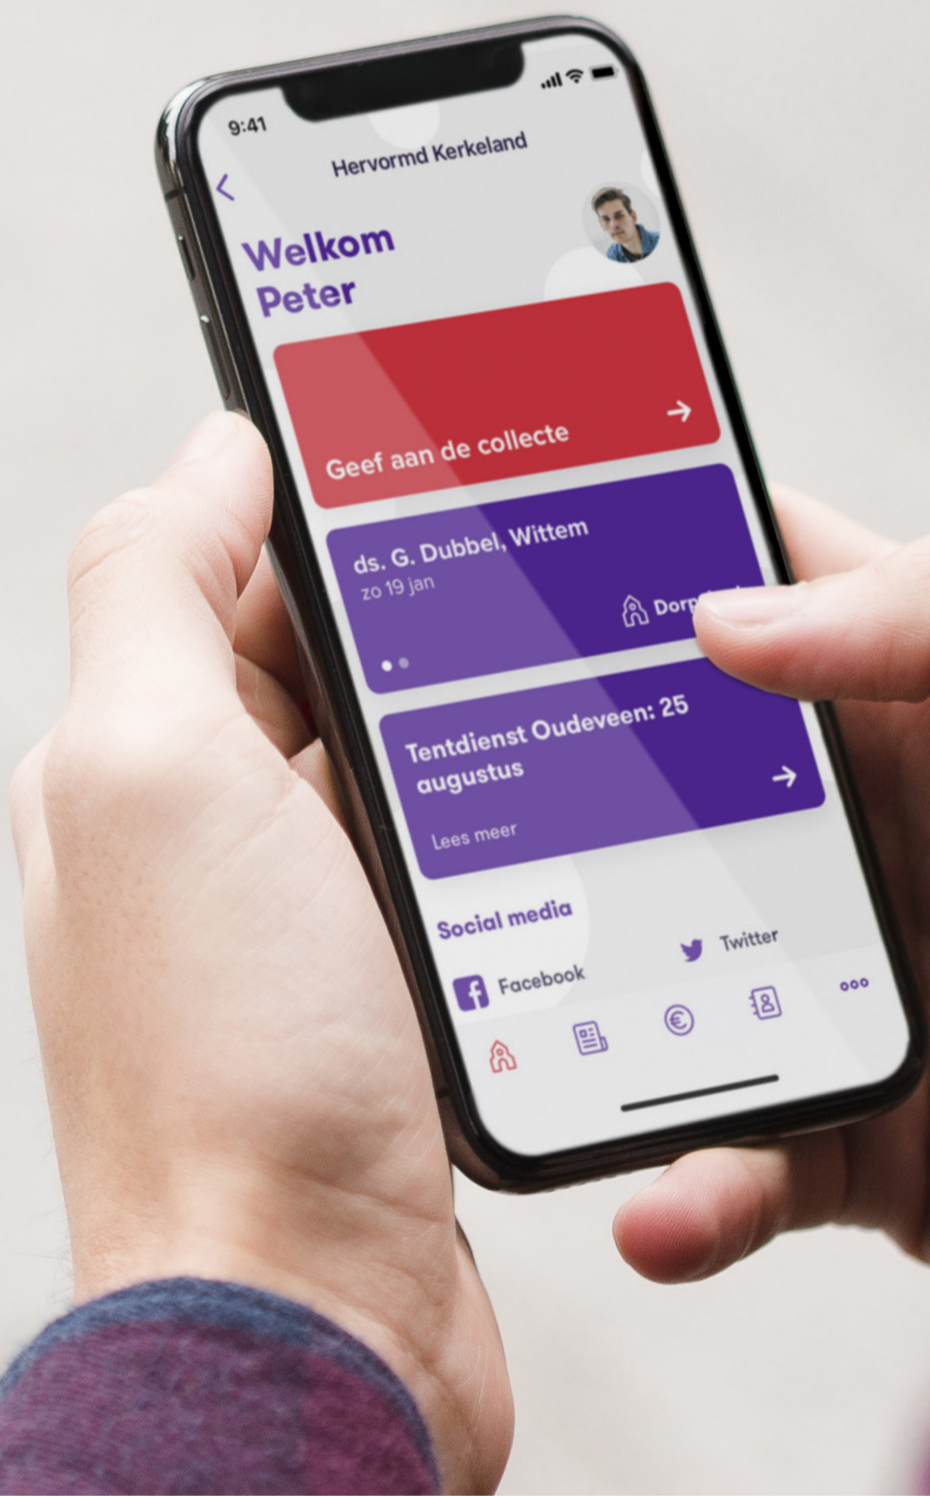 9:41
Hervormd Kerkeland
Welkom
Peter
Geef aan de collecte
ds. G. Dubbel, Wittem
zo 19 jan
Tentdienst Oudeveen: 25
augustus
Lees meer
Social media
Facebook
Twitter